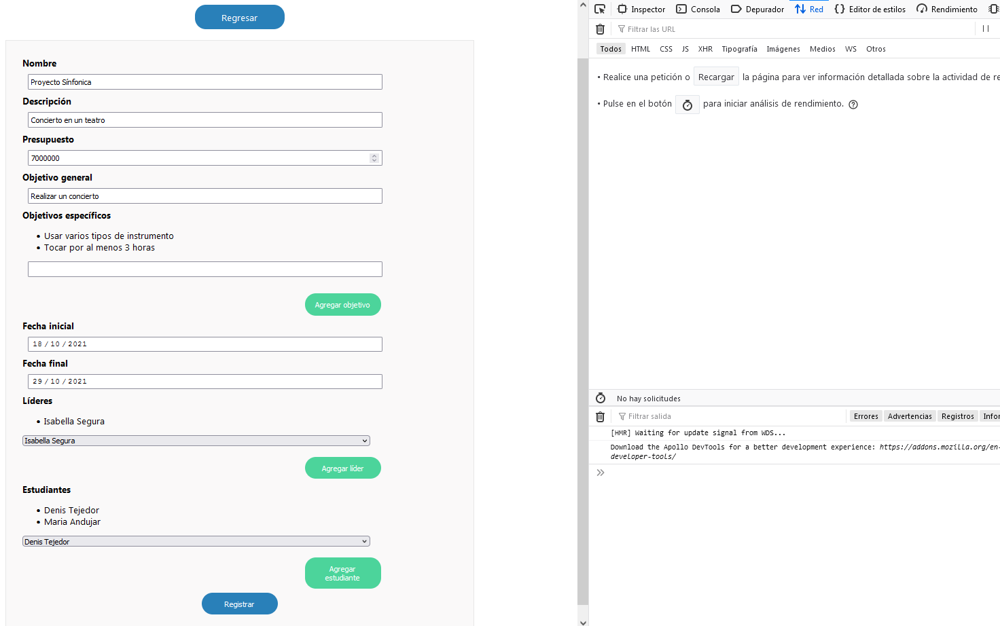 Regresar
Nombre
Proyecto Sínfonica
Descripción
Concierto en un teatro
Presupuesto
7000000
Objetivo general
Realizar un concierto
Objetivos específicos
• Usar varios tipos de instrumento
• Tocar por al menos 3 horas
Agregar objetivo
Fecha inicial
18 / 10 / 2021
Fecha final
29 / 10 / 2021
Líderes
• Isabella Segura
Isabella Segura
Agregar líder
Estudiantes
• Denis Tejedor
• Maria Andujar
Denis Tejedor
Agregar
estudiante
Registrar
Inspector Consola Depurador Red {} Editor de estilos Rendimiento
Filtrar las URL
Todos HTML CSS JS XHR Tipografía Imágenes Medios WS Otros
• Realice una petición o Recargar la página para ver información detallada sobre la actividad de re
• Pulse en el botón para iniciar análisis de rendimiento. ?
No hay solicitudes
Filtrar salida Errores Advertencias Registros Infor
[HMR] Waiting for update signal from WDS...
Download the Apollo DevTools for a better development experience: https://addons.mozilla.org/en-
developer-tools/